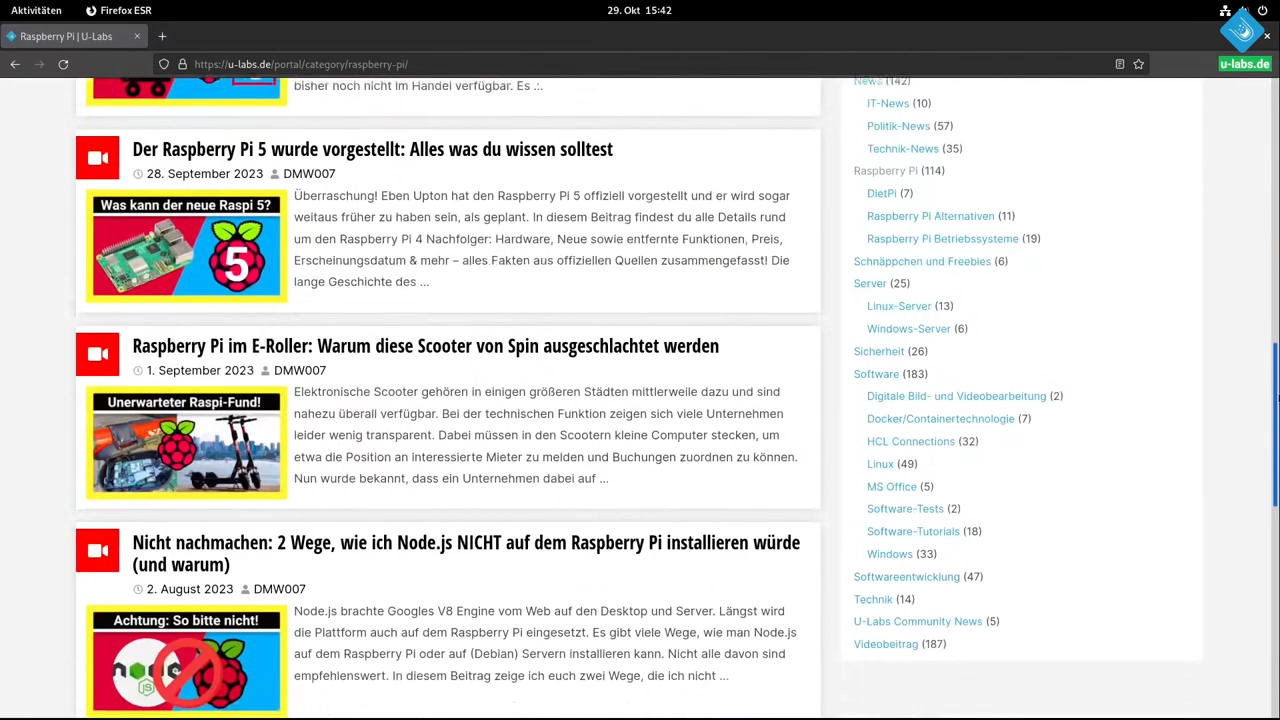 Aktivitäten
Firefox ESR
29. Okt 15:42
Raspberry Pi | U-Labs
https://u-labs.de/portal/category/raspberry-pi/
u-labs.de
bisher noch nicht im Handel verfügbar. Es .:.
Der Raspberry Pi 5 wurde vorgestellt: Alles was du wissen solltest
28. September 2023 DMW007
Was kann der neue Raspi 5?
5
Überraschung! Eben Upton hat den Raspberry Pi 5 offiziell vorgestellt und er wird sogar
weitaus früher zu haben sein, als geplant. In diesem Beitrag findest du alle Details rund
um den Raspberry Pi 4 Nachfolger: Hardware, Neue sowie entfernte Funktionen, Preis,
Erscheinungsdatum & mehr – alles Fakten aus offiziellen Quellen zusammengefasst! Die
lange Geschichte des ...
Raspberry Pi im E-Roller: Warum diese Scooter von Spin ausgeschlachtet werden
1. September 2023 DMW007
Unerwarteter Raspi-Fund!
Elektronische Scooter gehören in einigen größeren Städten mittlerweile dazu und sind
nahezu überall verfügbar. Bei der technischen Funktion zeigen sich viele Unternehmen
leider wenig transparent. Dabei müssen in den Scootern kleine Computer stecken, um
etwa die Position an interessierte Mieter zu melden und Buchungen zuordnen zu können.
Nun wurde bekannt, dass ein Unternehmen dabei auf ...
Nicht nachmachen: 2 Wege, wie ich Node.js NICHT auf dem Raspberry Pi installieren würde
(und warum)
2. August 2023 DMW007
Achtung: So bitte nicht!
node
JS
Node.js brachte Googles V8 Engine vom Web auf den Desktop und Server. Längst wird
die Plattform auch auf dem Raspberry Pi eingesetzt. Es gibt viele Wege, wie man Node.js
auf dem Raspberry Pi oder auf (Debian) Servern installieren kann. Nicht alle davon sind
empfehlenswert. In diesem Beitrag zeige ich euch zwei Wege, die ich nicht ...
News (142)
IT-News (10)
Politik-News (57)
Technik-News (35)
Raspberry Pi (114)
DietPi (7)
Raspberry Pi Alternativen (11)
Raspberry Pi Betriebssysteme (19)
Schnäppchen und Freebies (6)
Server (25)
Linux-Server (13)
Windows-Server (6)
Sicherheit (26)
Software (183)
Digitale Bild- und Videobearbeitung (2)
Docker/Containertechnologie (7)
HCL Connections (32)
Linux (49)
MS Office (5)
Software-Tests (2)
Software-Tutorials (18)
Windows (33)
Softwareentwicklung (47)
Technik (14)
U-Labs Community News (5)
Videobeitrag (187)